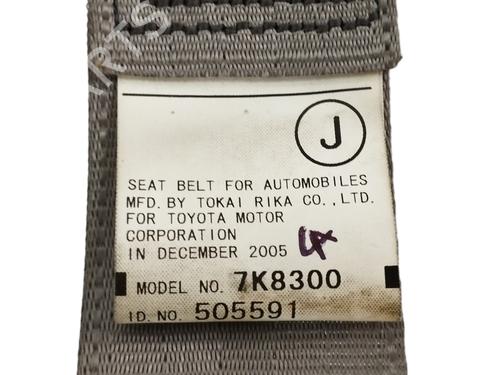 J
SEAT BELT FOR AUTOMOBILES
MFD. BY TOKAI RIKA CO.,LTD.
FOR TOYOTA MOTOR
CORPORATION
IN DECEMBER 2005
MODEL NO. 7K8300
I.D. NO. 505591